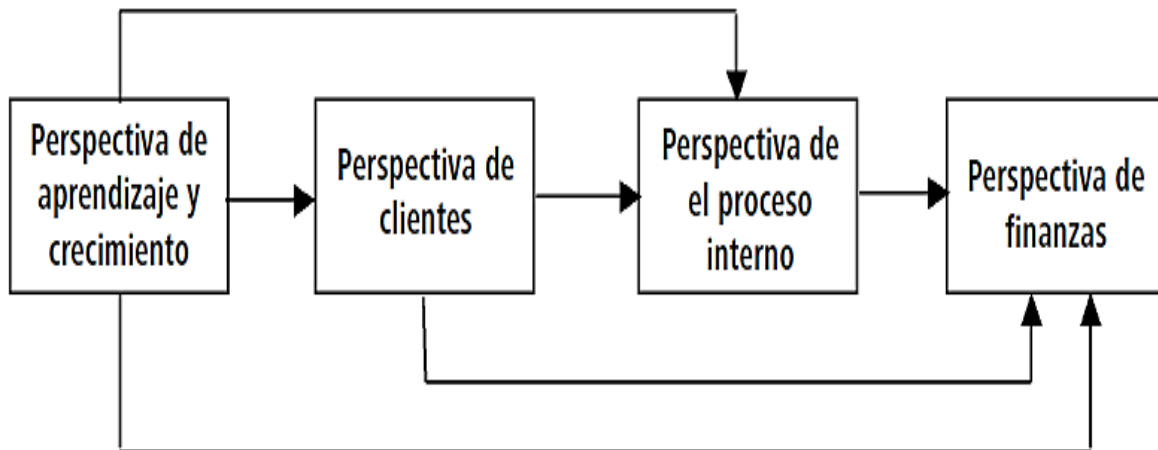 Perspectiva de
aprendizaje y
crecimiento
Perspectiva de
clientes
Perspectiva de
el proceso
interno
Perspectiva de
finanzas